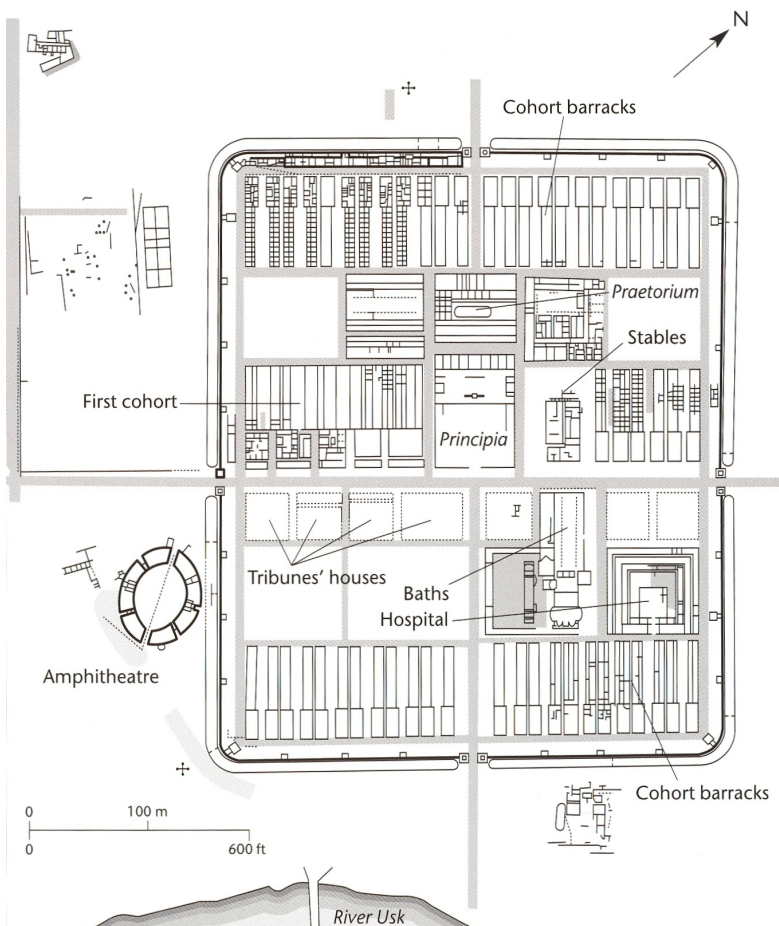 N
Cohort barracks
Praetorium
Stables
First cohort
Principia
Tribunes' houses
Baths
Hospital
Amphitheatre
Cohort barracks
0 100 m
0 600 ft
River Usk